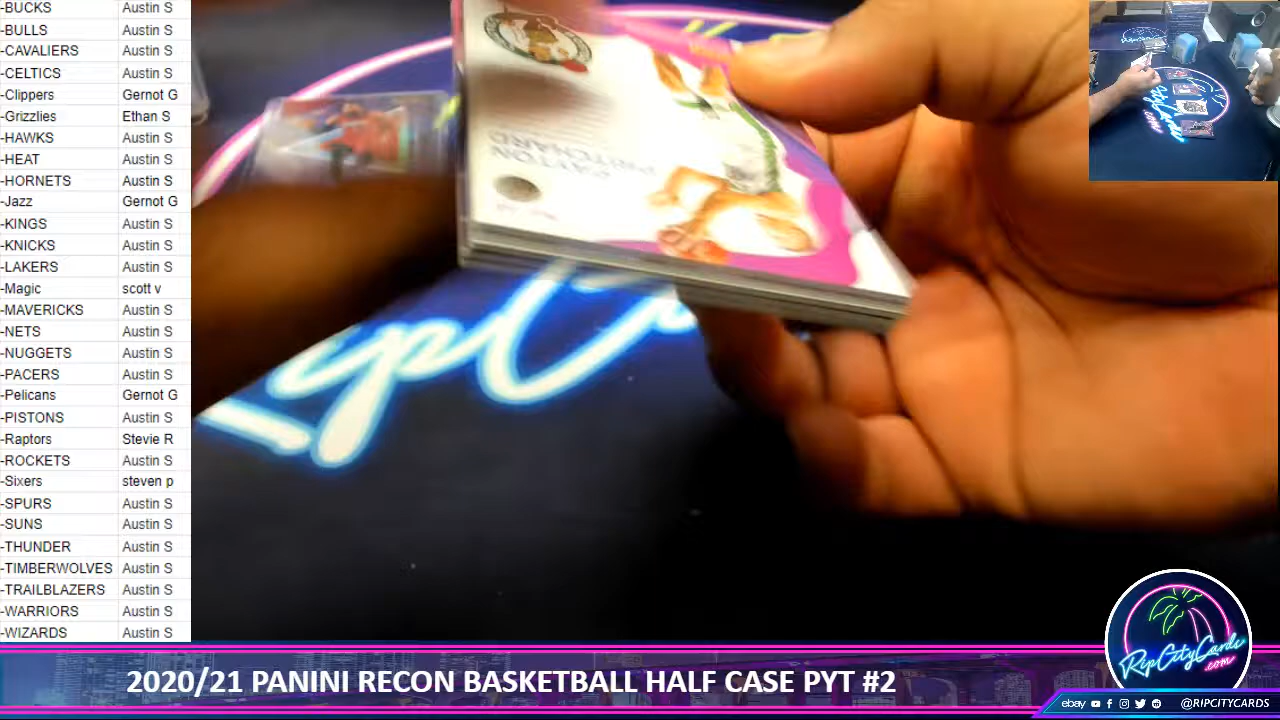 -BUCKS Austin S
-BULLS Austin S
-CAVALIERS Austin S
-CELTICS Austin S
-Clippers Gernot G
-Grizzlies Ethan S
-HAWKS Austin S
-HEAT Austin S
-HORNETS Austin S
-Jazz Gernot G
-KINGS Austin S
-KNICKS Austin S
-LAKERS Austin S
-Magic scott v
-MAVERICKS Austin S
-NETS Austin S
-NUGGETS Austin S
-PACERS Austin S
-Pelicans Gernot G
-PISTONS Austin S
-Raptors Stevie R
-ROCKETS Austin S
-Sixers steven p
-SPURS Austin S
-SUNS Austin S
-THUNDER Austin S
-TIMBERWOLVES Austin S
-TRAILBLAZERS Austin S
-WARRIORS Austin S
-WIZARDS Austin S
PRITCHARD
RipCityCards
.com
2020/21 PANINI RECON BASKETBALL HALF CASE PYT #2
ebay @RIPCITYCARDS